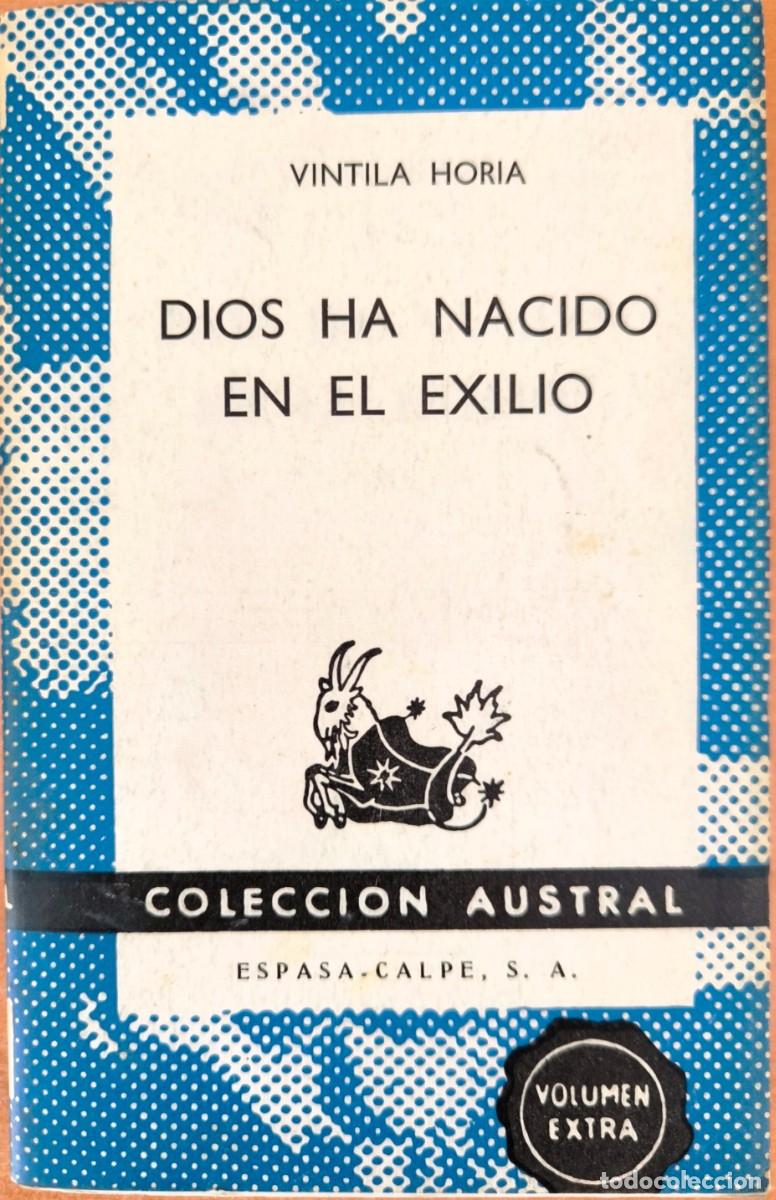 VINTILA HORIA
DIOS HA NACIDO
EN EL EXILIO
COLECCION AUSTRAL
ESPASA-CALPE, S. A.
VOLUMEN
EXTRA
todocoleccion